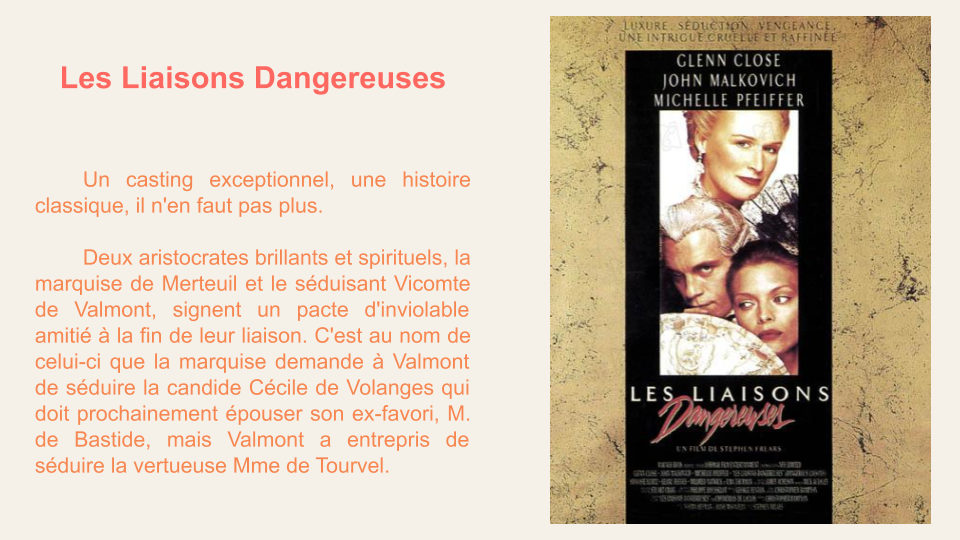 Les Liaisons Dangereuses
Un casting exceptionnel, une histoire
classique, il n'en faut pas plus.
Deux aristocrates brillants et spirituels, la
marquise de Merteuil et le séduisant Vicomte
de Valmont, signent un pacte d'inviolable
amitié à la fin de leur liaison. C'est au nom de
celui-ci que la marquise demande à Valmont
de séduire la candide Cécile de Volanges qui
doit prochainement épouser son ex-favori, M.
de Bastide, mais Valmont a entrepris de
séduire la vertueuse Mme de Tourvel.
LUXURE, SÉDUCTION, VENGEANCE,
UNE INTRIGUE CRUELLE ET RAFFINÉE
GLENN CLOSE
JOHN MALKOVICH
MICHELLE PFEIFFER
LES LIAISONS
Dangereuses
UN FILM DE STEPHEN FREARS